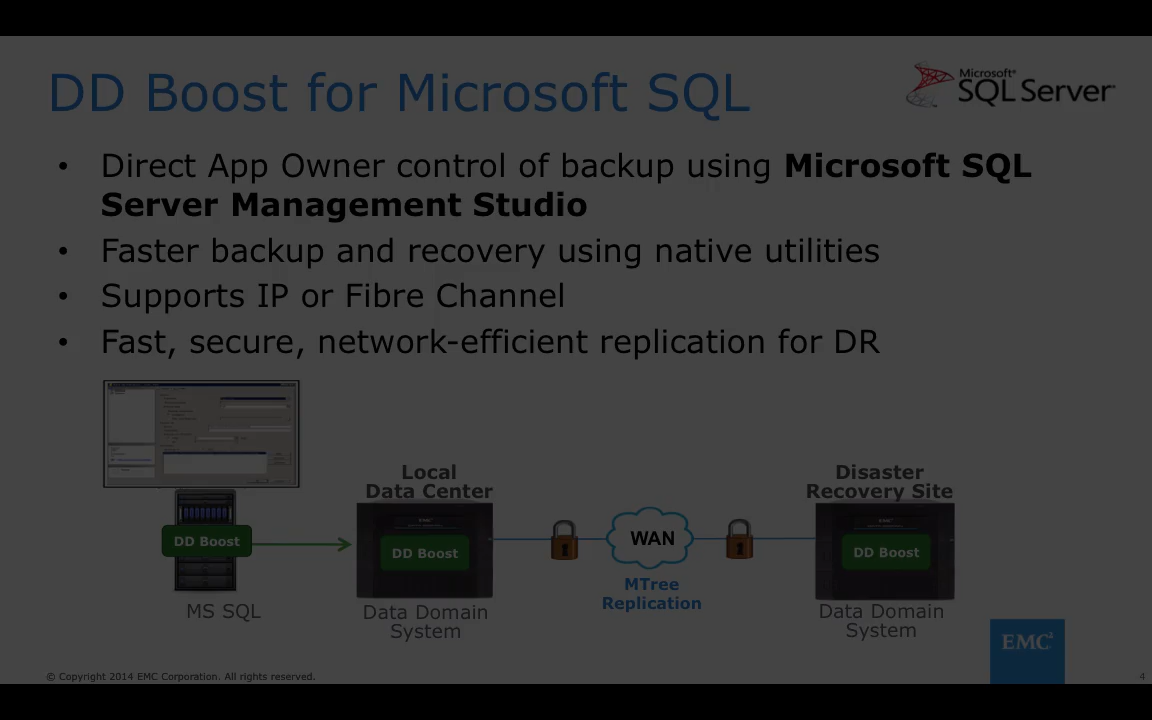 DD Boost for Microsoft SQL
Microsoft®
SQL Server
• Direct App Owner control of backup using Microsoft SQL
Server Management Studio
• Faster backup and recovery using native utilities
• Supports IP or Fibre Channel
• Fast, secure, network-efficient replication for DR
Local
Data Center
Disaster
Recovery Site
EMC
EMC
DD Boost
DD Boost
WAN
DD Boost
MTree
Replication
MS SQL
Data Domain
System
Data Domain
System
EMC²
© Copyright 2014 EMC Corporation. All rights reserved.
4